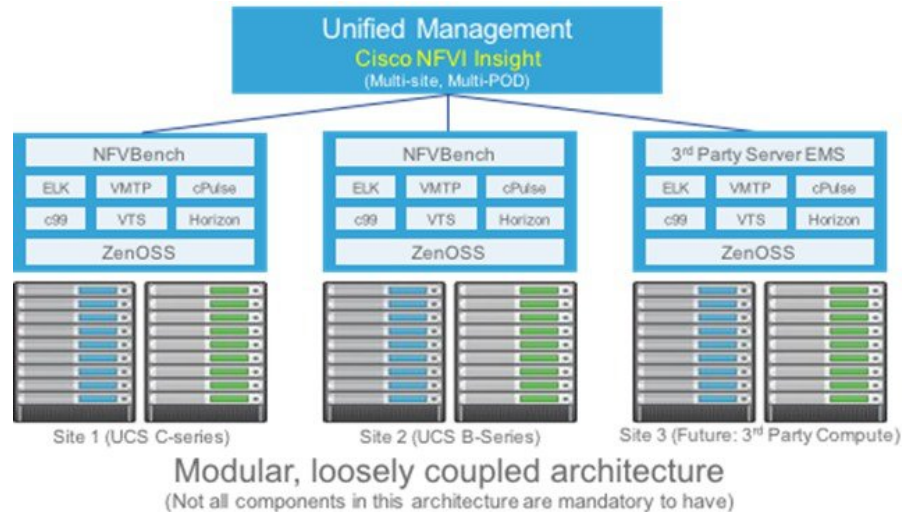 Unified Management
Cisco NFVI Insight
(Multi-site, Multi-POD)
NFVBench
ELK VMTP cPulse
c99 VTS Horizon
ZenOSS
NFVBench
ELK VMTP cPulse
c99 VTS Horizon
ZenOSS
3rd Party Server EMS
ELK VMTP cPulse
c99 VTS Horizon
ZenOSS
Site 1 (UCS C-series)
Site 2 (UCS B-Series)
Site 3 (Future: 3rd Party Compute)
Modular, loosely coupled architecture
(Not all components in this architecture are mandatory to have)